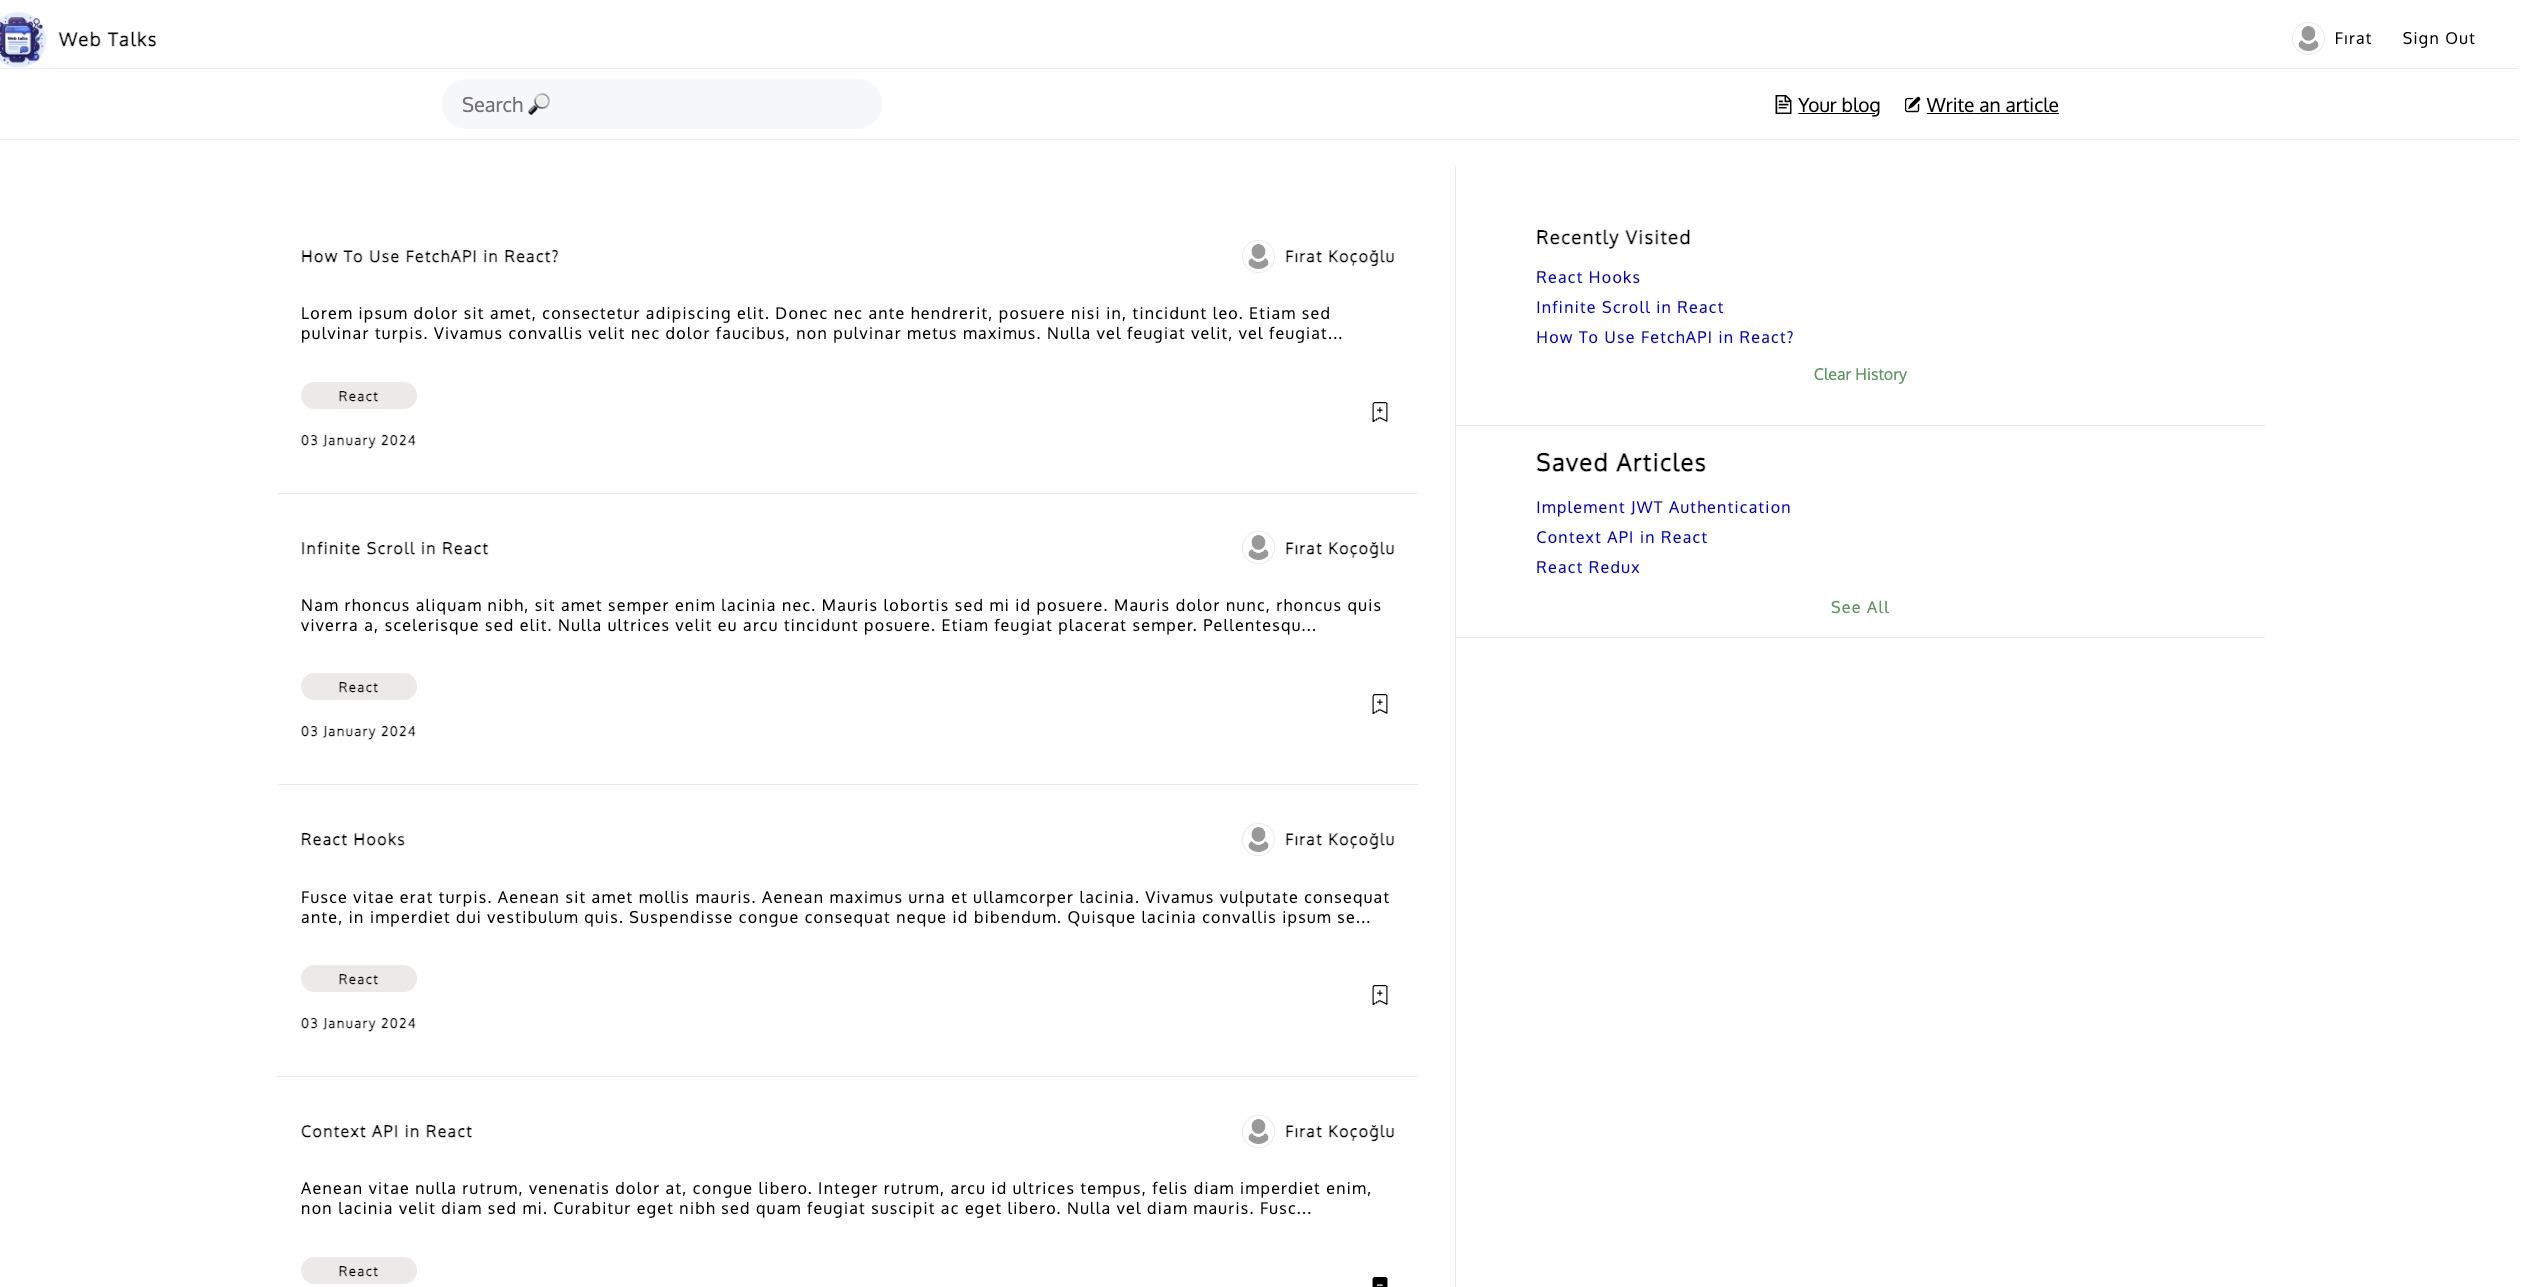 Web Talks
Fırat
Sign Out
Search
Your blog
Write an article
How To Use FetchAPI in React?
Fırat Koçoğlu
Lorem ipsum dolor sit amet, consectetur adipiscing elit. Donec nec ante hendrerit, posuere nisi in, tincidunt leo. Etiam sed
pulvinar turpis. Vivamus convallis velit nec dolor faucibus, non pulvinar metus maximus. Nulla vel feugiat velit, vel feugiat...
React
03 January 2024
Infinite Scroll in React
Fırat Koçoğlu
Nam rhoncus aliquam nibh, sit amet semper enim lacinia nec. Mauris lobortis sed mi id posuere. Mauris dolor nunc, rhoncus quis
viverra a, scelerisque sed elit. Nulla ultrices velit eu arcu tincidunt posuere. Etiam feugiat placerat semper. Pellentesqu...
React
03 January 2024
React Hooks
Fırat Koçoğlu
Fusce vitae erat turpis. Aenean sit amet mollis mauris. Aenean maximus urna et ullamcorper lacinia. Vivamus vulputate consequat
ante, in imperdiet dui vestibulum quis. Suspendisse congue consequat neque id bibendum. Quisque lacinia convallis ipsum se...
React
03 January 2024
Context API in React
Fırat Koçoğlu
Aenean vitae nulla rutrum, venenatis dolor at, congue libero. Integer rutrum, arcu id ultrices tempus, felis diam imperdiet enim,
non lacinia velit diam sed mi. Curabitur eget nibh sed quam feugiat suscipit ac eget libero. Nulla vel diam mauris. Fusc...
React
Recently Visited
React Hooks
Infinite Scroll in React
How To Use FetchAPI in React?
Clear History
Saved Articles
Implement JWT Authentication
Context API in React
React Redux
See All